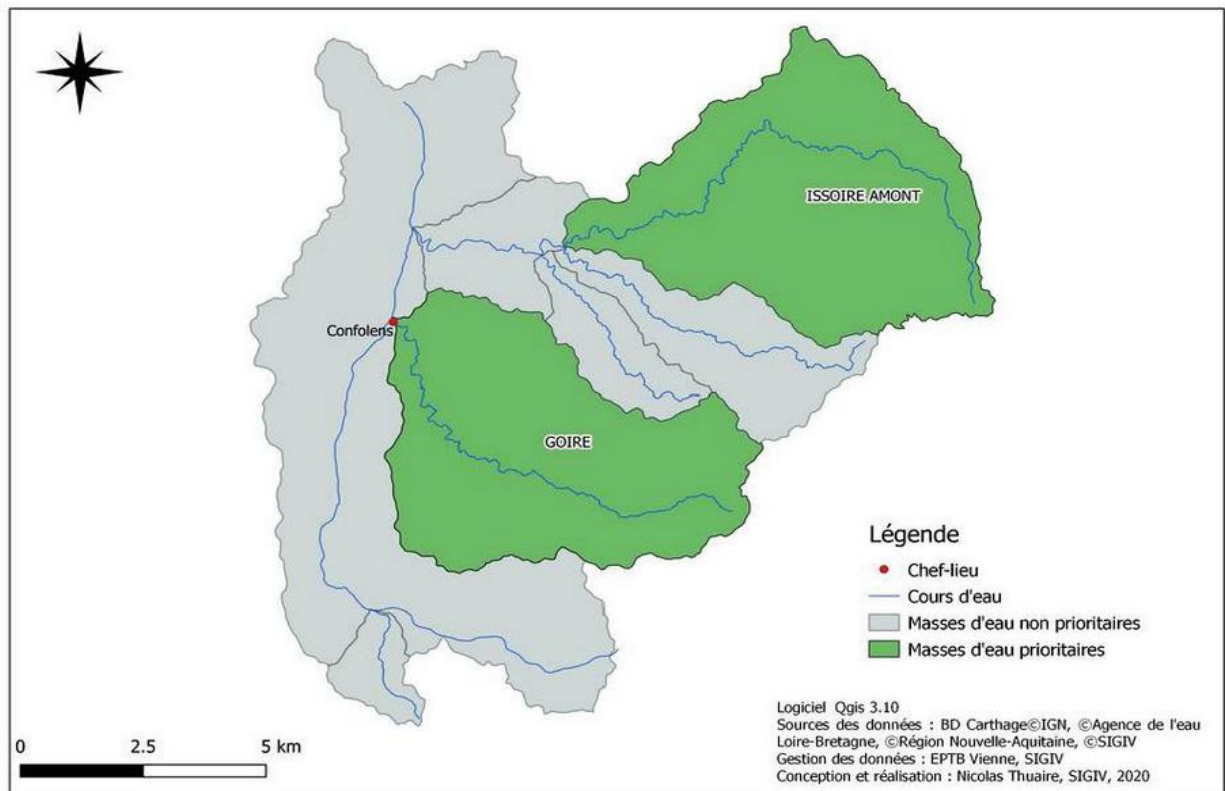 ISSOIRE AMONT
Confolens
GOIRE
Légende
Chef-lieu
Cours d'eau
Masses d'eau non prioritaires
Masses d'eau prioritaires
0 2.5 5 km
Logiciel Qgis 3.10
Sources des données : BD Carthage©IGN, ©Agence de l'eau
Loire-Bretagne, ©Région Nouvelle-Aquitaine, ©SIGIV
Gestion des données : EPTB Vienne, SIGIV
Conception et réalisation : Nicolas Thuaire, SIGIV, 2020